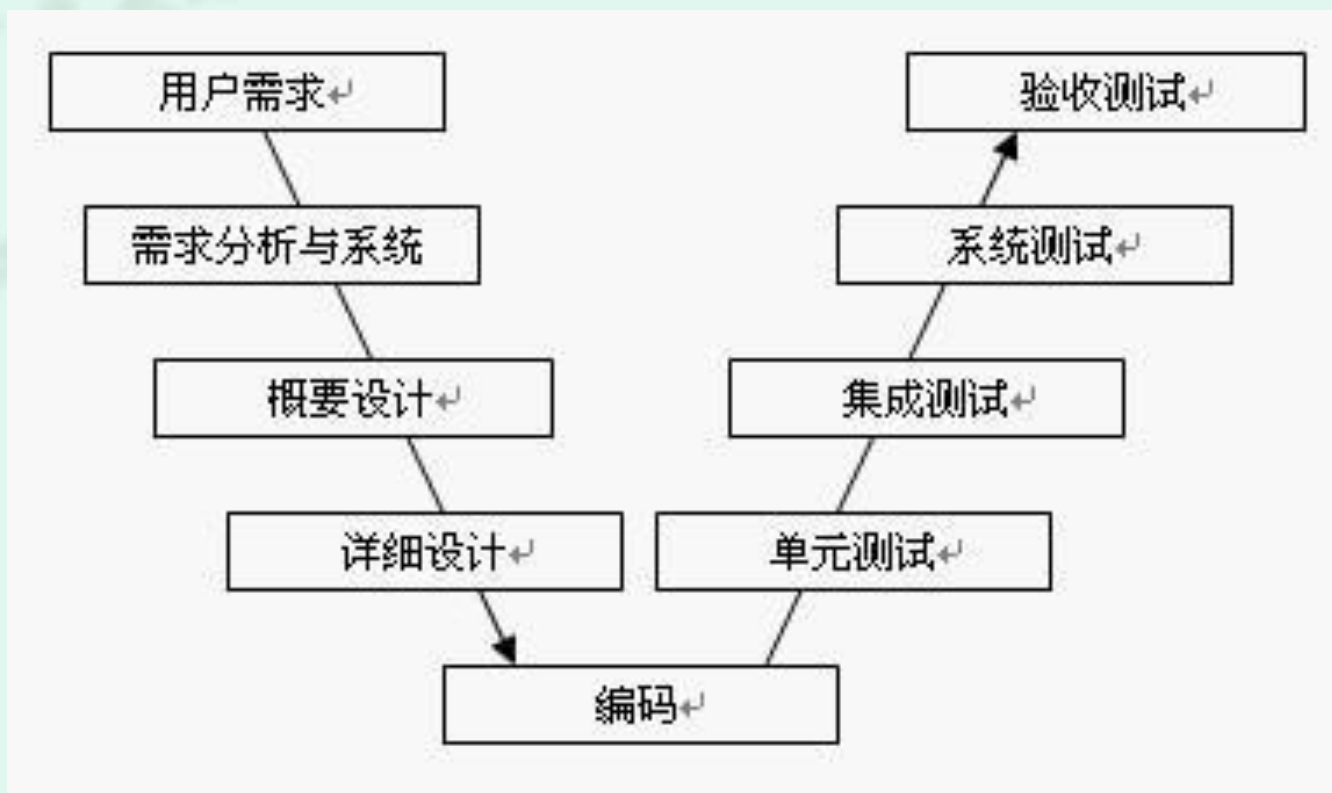 用户需求
验收测试
需求分析与系统
系统测试
概要设计
集成测试
详细设计
单元测试
编码